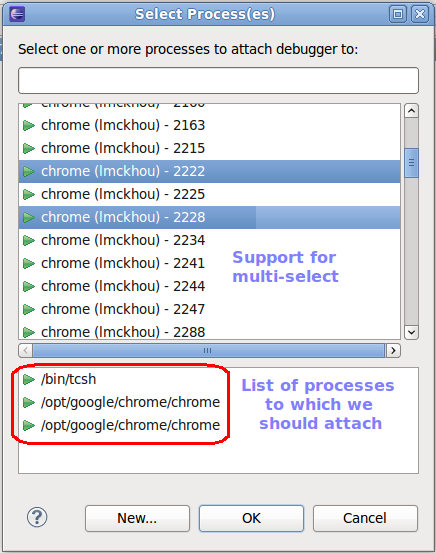 Select Process(es)
Select one or more processes to attach debugger to:
chrome (lmckhou) - 2160
chrome (lmckhou) - 2163
chrome (lmckhou) - 2215
chrome (lmckhou) - 2222
chrome (lmckhou) - 2225
chrome (lmckhou) - 2228
chrome (lmckhou) - 2234
chrome (lmckhou) - 2241
chrome (lmckhou) - 2244
chrome (lmckhou) - 2247
chrome (lmckhou) - 2288
Support for
multi-select
/bin/tcsh
/opt/google/chrome/chrome
/opt/google/chrome/chrome
List of processes
to which we
should attach
?
New...
OK
Cancel